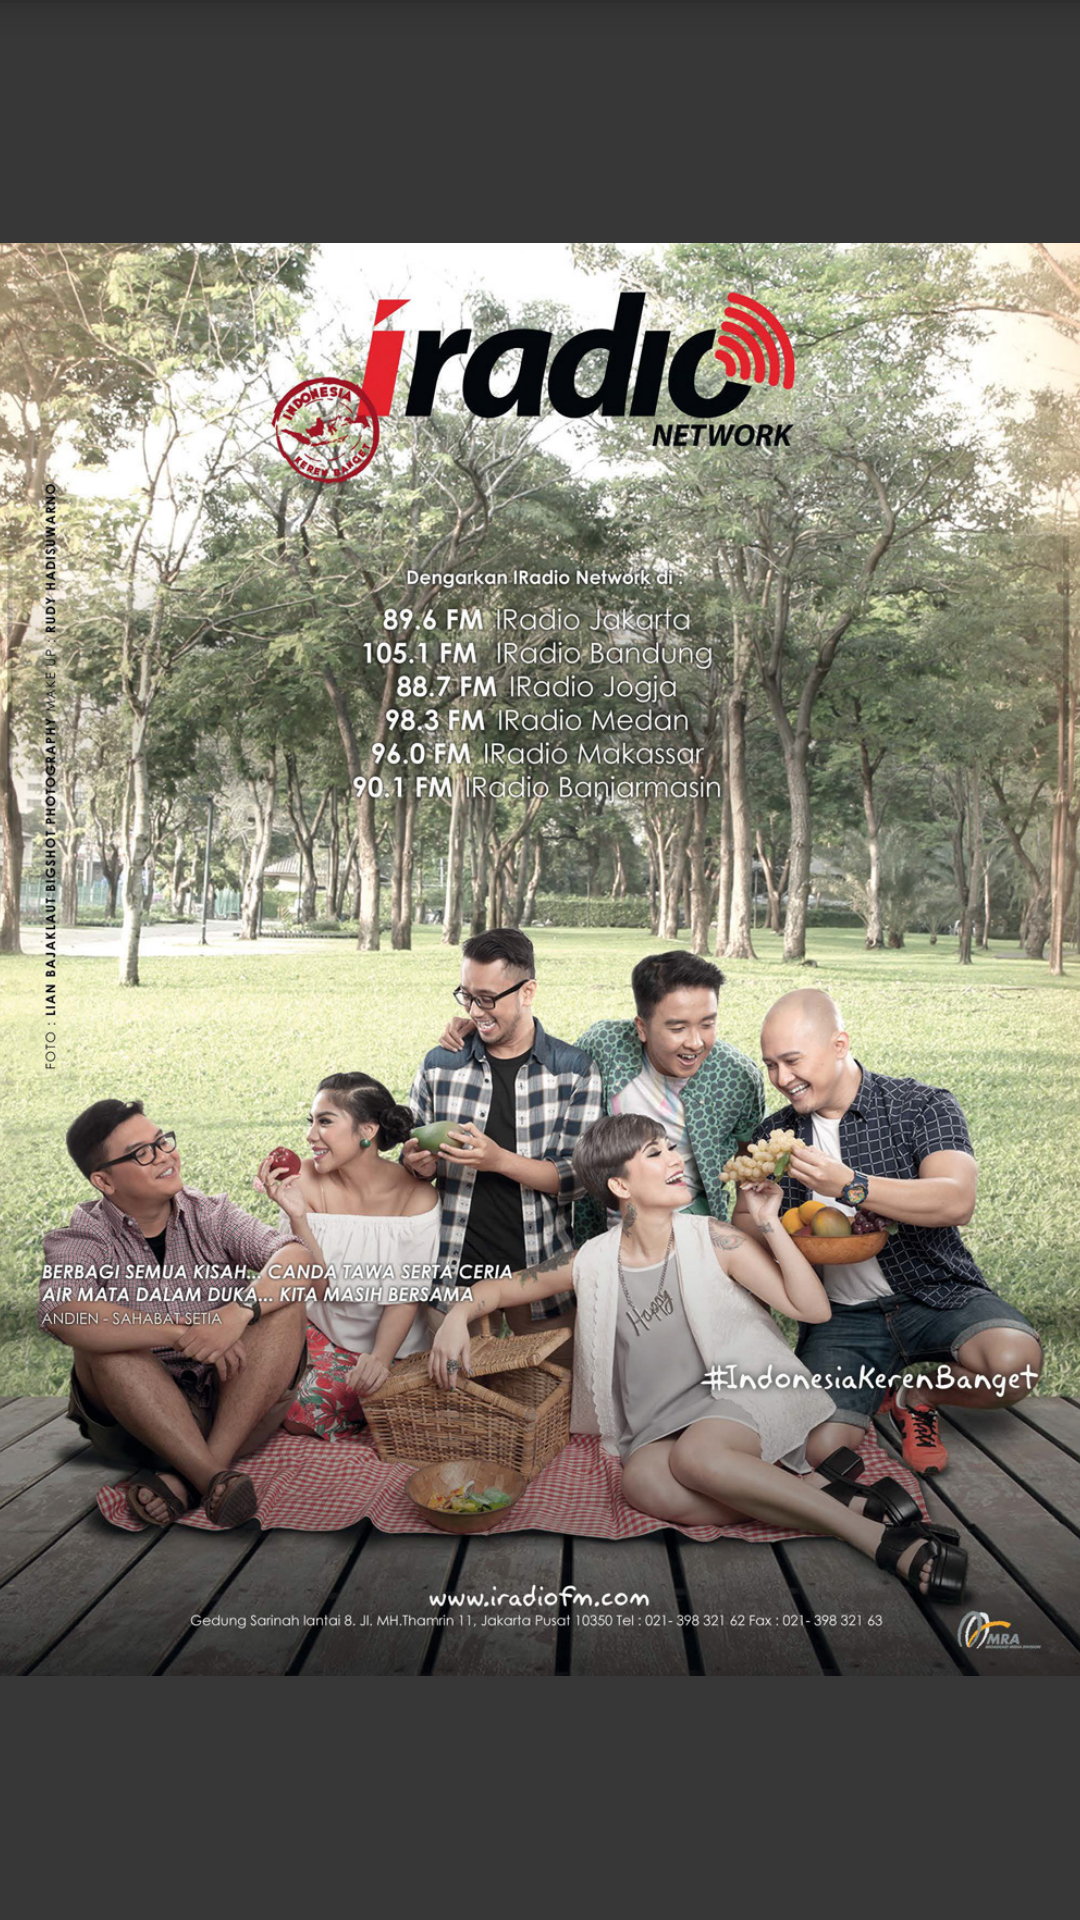 iradio
NETWORK
INDONESIA
KEREN BANGET
Dengarkan IRadio Network di :
89.6 FM IRadio Jakarta
105.1 FM IRadio Bandung
88.7 FM IRadio Jogja
98.3 FM IRadio Medan
96.0 FM IRadio Makassar
90.1 FM IRadio Banjarmasin
FOTO : LIAN BAJAKLAUT BIGSHOT PHOTOGRAPHY MAKE UP : RUDY HADISUWARNO
BERBAGI SEMUA KISAH... CANDA TAWA SERTA CERIA
AIR MATA DALAM DUKA... KITA MASIH BERSAMA
ANDIEN - SAHABAT SETIA
Happy
#IndonesiaKerenBanget
www.iradiofm.com
Gedung Sarinah lantai 8. Jl. MH.Thamrin 11, Jakarta Pusat 10350 Tel : 021- 398 321 62 Fax : 021- 398 321 63
MRA